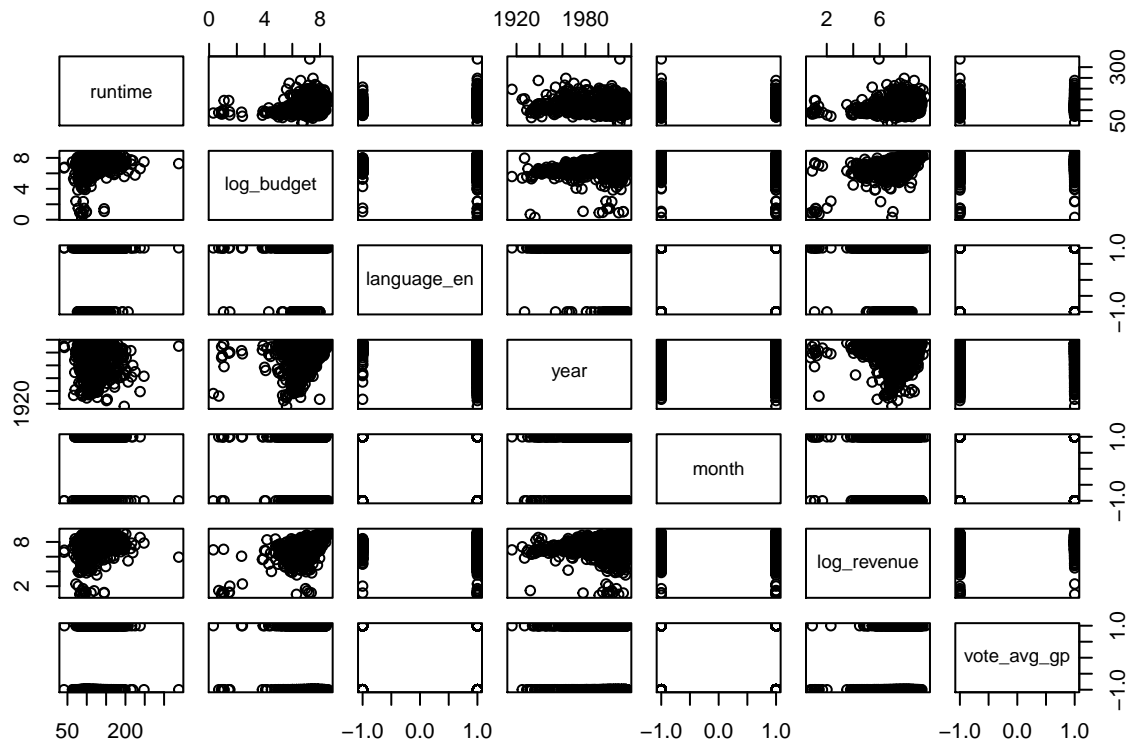 0 4 8 1920 1980 2 6
runtime 50 300
0 4 8 log_budget
language_en −1.0 1.0
1920 year
month −1.0 1.0
2 8 log_revenue
vote_avg_gp −1.0 1.0
50 200 −1.0 0.0 1.0 −1.0 0.0 1.0 −1.0 0.0 1.0